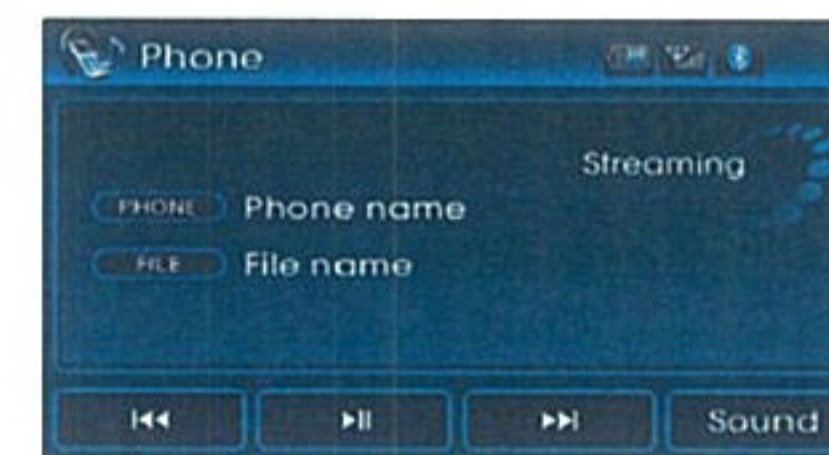 Phone
Streaming
PHONE Phone name
FILE File name
Sound